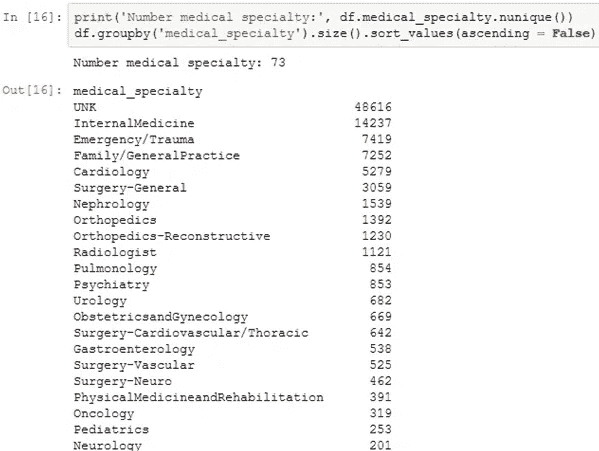 In [16]: print('Number medical specialty:', df.medical_specialty.nunique())
df.groupby('medical_specialty').size().sort_values(ascending = False)
Number medical specialty: 73
Out[16]: medical_specialty
UNK 48616
InternalMedicine 14237
Emergency/Trauma 7419
Family/GeneralPractice 7252
Cardiology 5279
Surgery-General 3059
Nephrology 1539
Orthopedics 1392
Orthopedics-Reconstructive 1230
Radiologist 1121
Pulmonology 854
Psychiatry 853
Urology 682
ObstetricsandGynecology 669
Surgery-Cardiovascular/Thoracic 642
Gastroenterology 538
Surgery-Vascular 525
Surgery-Neuro 462
PhysicalMedicineandRehabilitation 391
Oncology 319
Pediatrics 253
Neurology 201